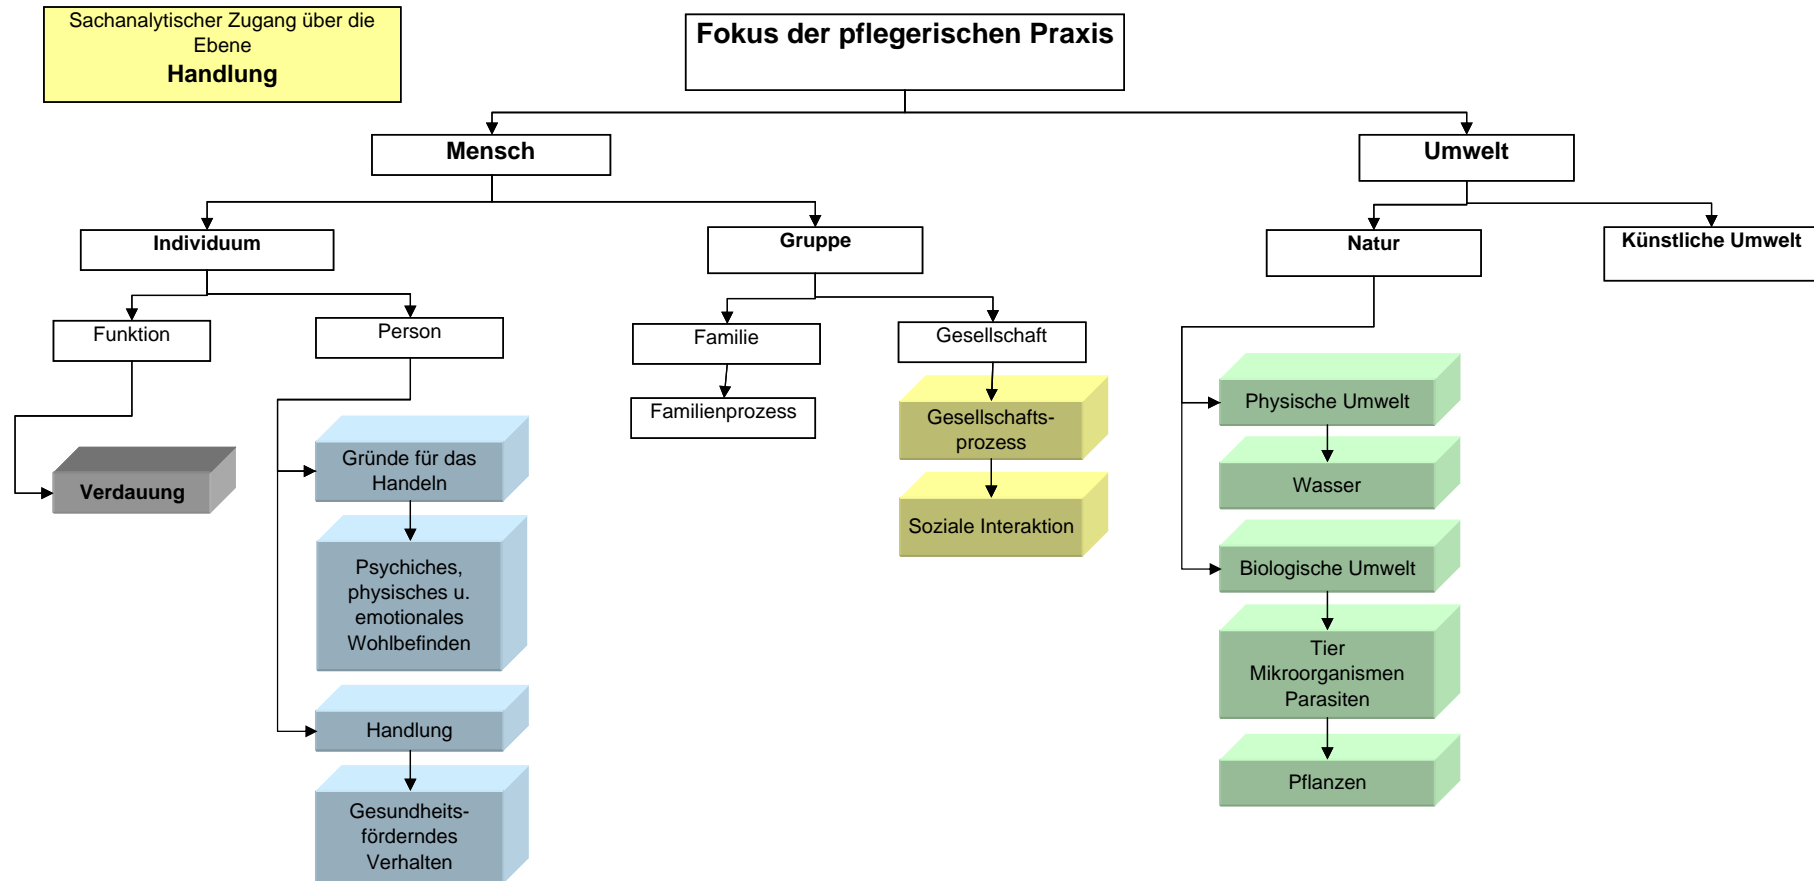 Sachanalytischer Zugang über die
Ebene
Handlung
Fokus der pflegerischen Praxis
Mensch
Umwelt
Individuum
Gruppe
Natur
Künstliche Umwelt
Funktion
Person
Familie
Gesellschaft
Familienprozess
Verdauung
Gründe für das
Handeln
Psychiches,
physisches u.
emotionales
Wohlbefinden
Handlung
Gesundheits-
förderndes
Verhalten
Gesellschafts-
prozess
Soziale Interaktion
Physische Umwelt
Wasser
Biologische Umwelt
Tier
Mikroorganismen
Parasiten
Pflanzen